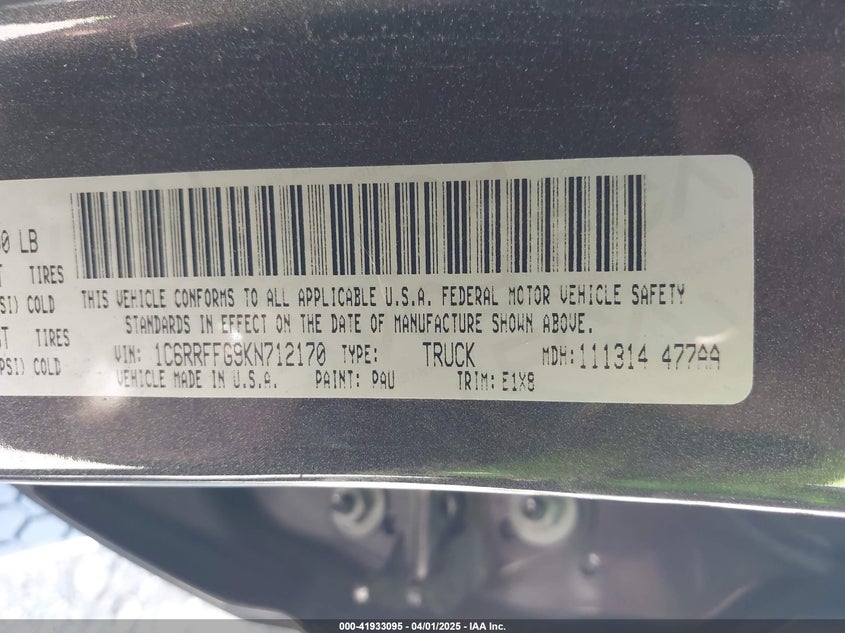 0 LB
TIRES
SI) COLD
ST TIRES
PSI) COLD
THIS VEHICLE CONFORMS TO ALL APPLICABLE U.S.A. FEDERAL MOTOR VEHICLE SAFETY
STANDARDS IN EFFECT ON THE DATE OF MANUFACTURE SHOWN ABOVE.
VIN: 1C6RRFFG9KN712170 TYPE: TRUCK MDH: 111314 477AA
VEHICLE MADE IN U.S.A. PAINT: PAU TRIM: E1X8
000-41933095 - 04/01/2025 - IAA Inc.